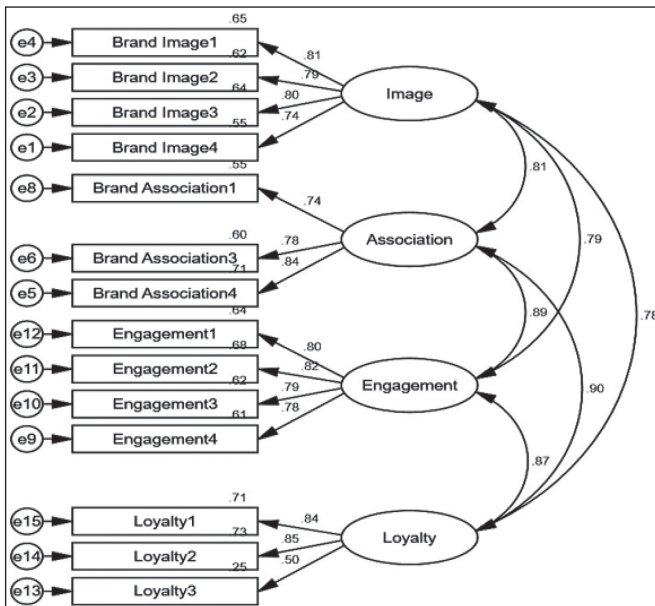 .65
e4 Brand Image1 .81
.62
e3 Brand Image2 .79
.64
e2 Brand Image3 .80
.55
e1 Brand Image4 .74
Image
.55
e8 Brand Association1 .74
.81
.60
e6 Brand Association3 .78
.71
e5 Brand Association4 .84
Association
.79
.64
e12 Engagement1 .80
.68
e11 Engagement2 .82
.62
e10 Engagement3 .79
.61
e9 Engagement4 .78
Engagement
.89
.78
.90
.87
.71
e15 Loyalty1 .84
.73
e14 Loyalty2 .85
.25
e13 Loyalty3 .50
Loyalty